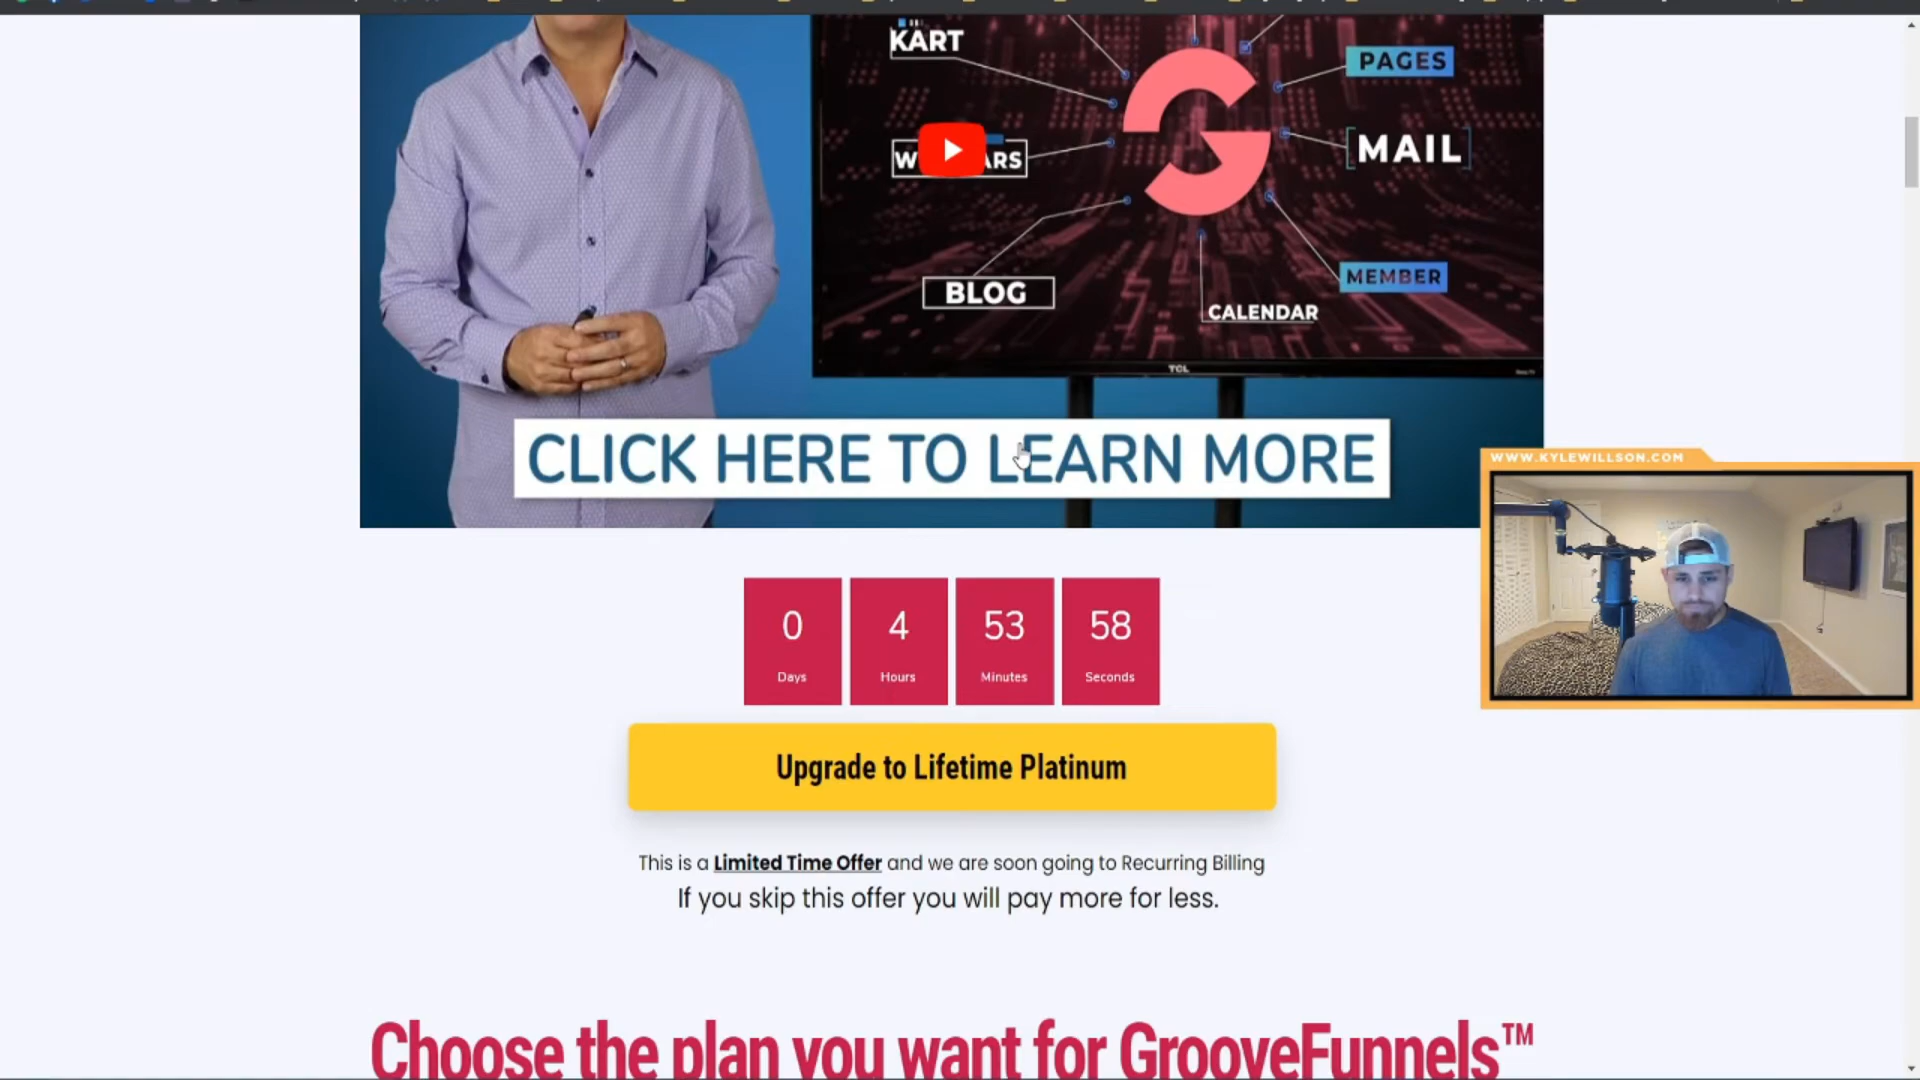 KART
PAGES
MAIL
BLOG
MEMBER
CALENDAR
TCL
CLICK HERE TO LEARN MORE
WWW.KYLEWILLSON.COM
0 4 53 58
Days Hours Minutes Seconds
Upgrade to Lifetime Platinum
This is a Limited Time Offer and we are soon going to Recurring Billing
If you skip this offer you will pay more for less.
Choose the plan you want for GrooveFunnels™